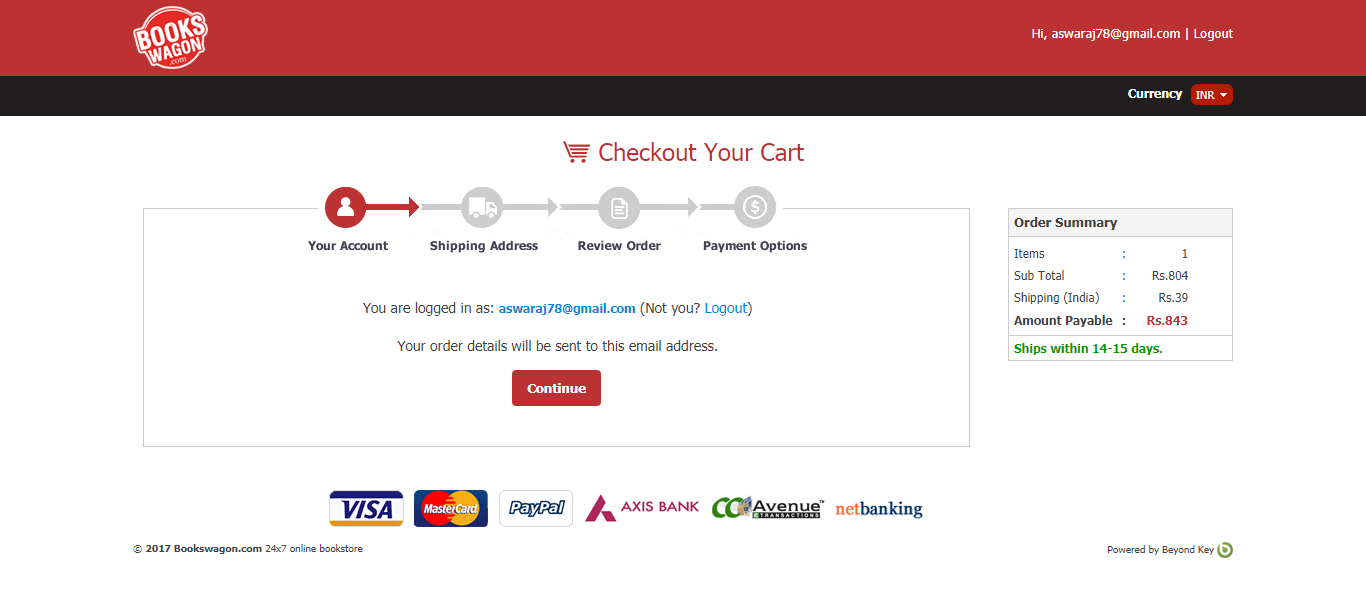 BOOKS
WAGON
.com
Hi, aswaraj78@gmail.com | Logout
Currency INR
Checkout Your Cart
Your Account
Shipping Address
Review Order
Payment Options
You are logged in as: aswaraj78@gmail.com (Not you? Logout)
Your order details will be sent to this email address.
Continue
Order Summary
Items : 1
Sub Total : Rs.804
Shipping (India) : Rs.39
Amount Payable : Rs.843
Ships within 14-15 days.
VISA MasterCard PayPal AXIS BANK CCAvenue™ netbanking
E TRANSACTIONS
© 2017 Bookswagon.com 24x7 online bookstore
Powered by Beyond Key